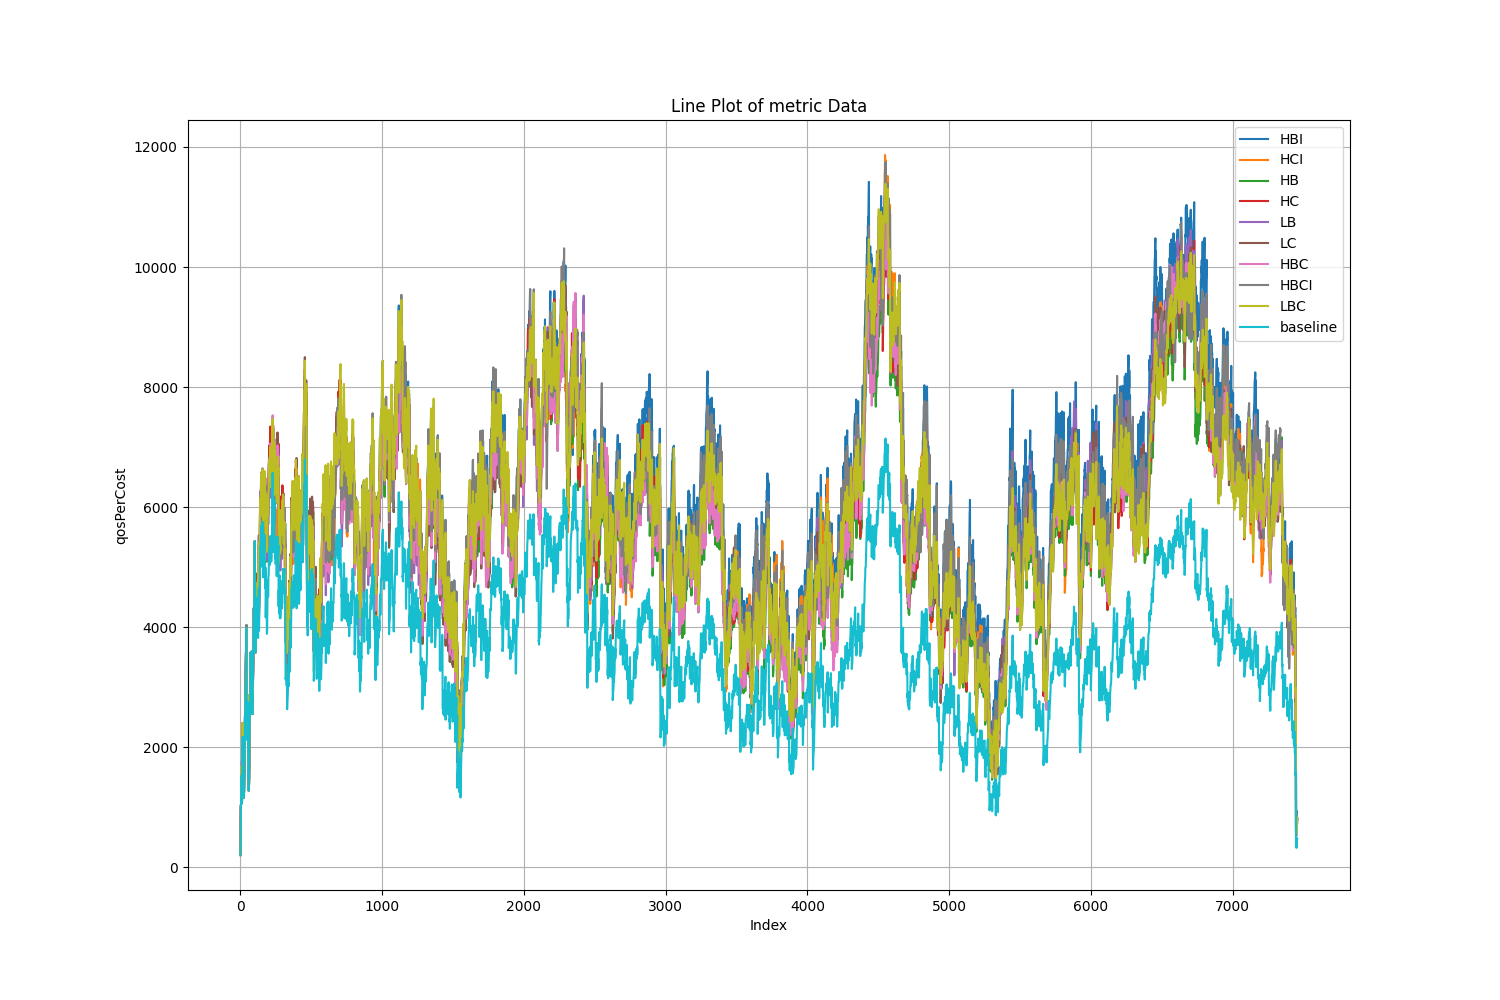 Line Plot of metric Data
12000
10000
8000
6000
4000
2000
0
qosPerCost
0 1000 2000 3000 4000 5000 6000 7000
Index
HBI
HCI
HB
HC
LB
LC
HBC
HBCI
LBC
baseline